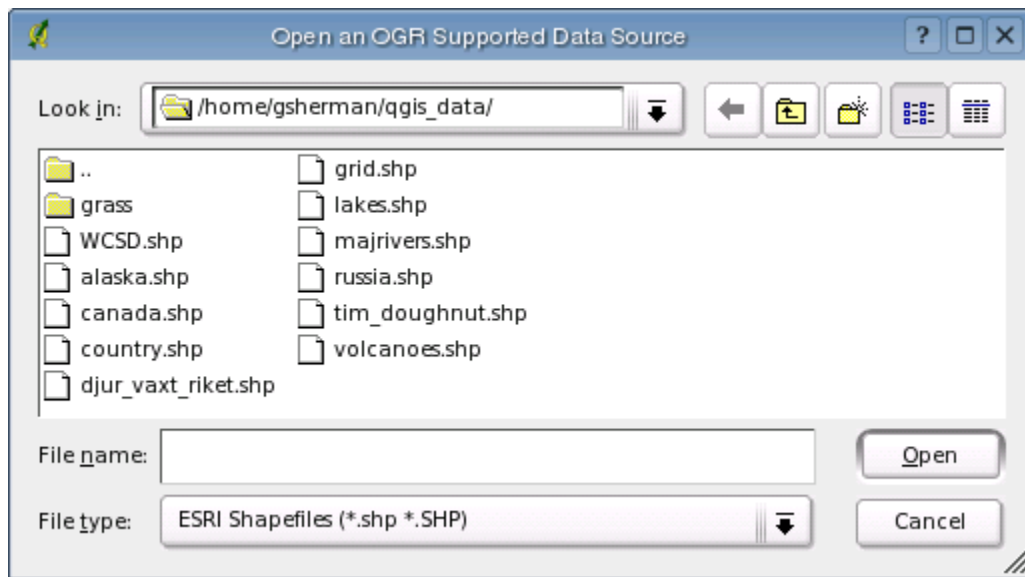 Open an OGR Supported Data Source
?
Look in: /home/gsherman/qgis_data/
..
grass
WCSD.shp
alaska.shp
canada.shp
country.shp
djur_vaxt_riket.shp
grid.shp
lakes.shp
majrivers.shp
russia.shp
tim_doughnut.shp
volcanoes.shp
File name:
Open
File type: ESRI Shapefiles (*.shp *.SHP)
Cancel